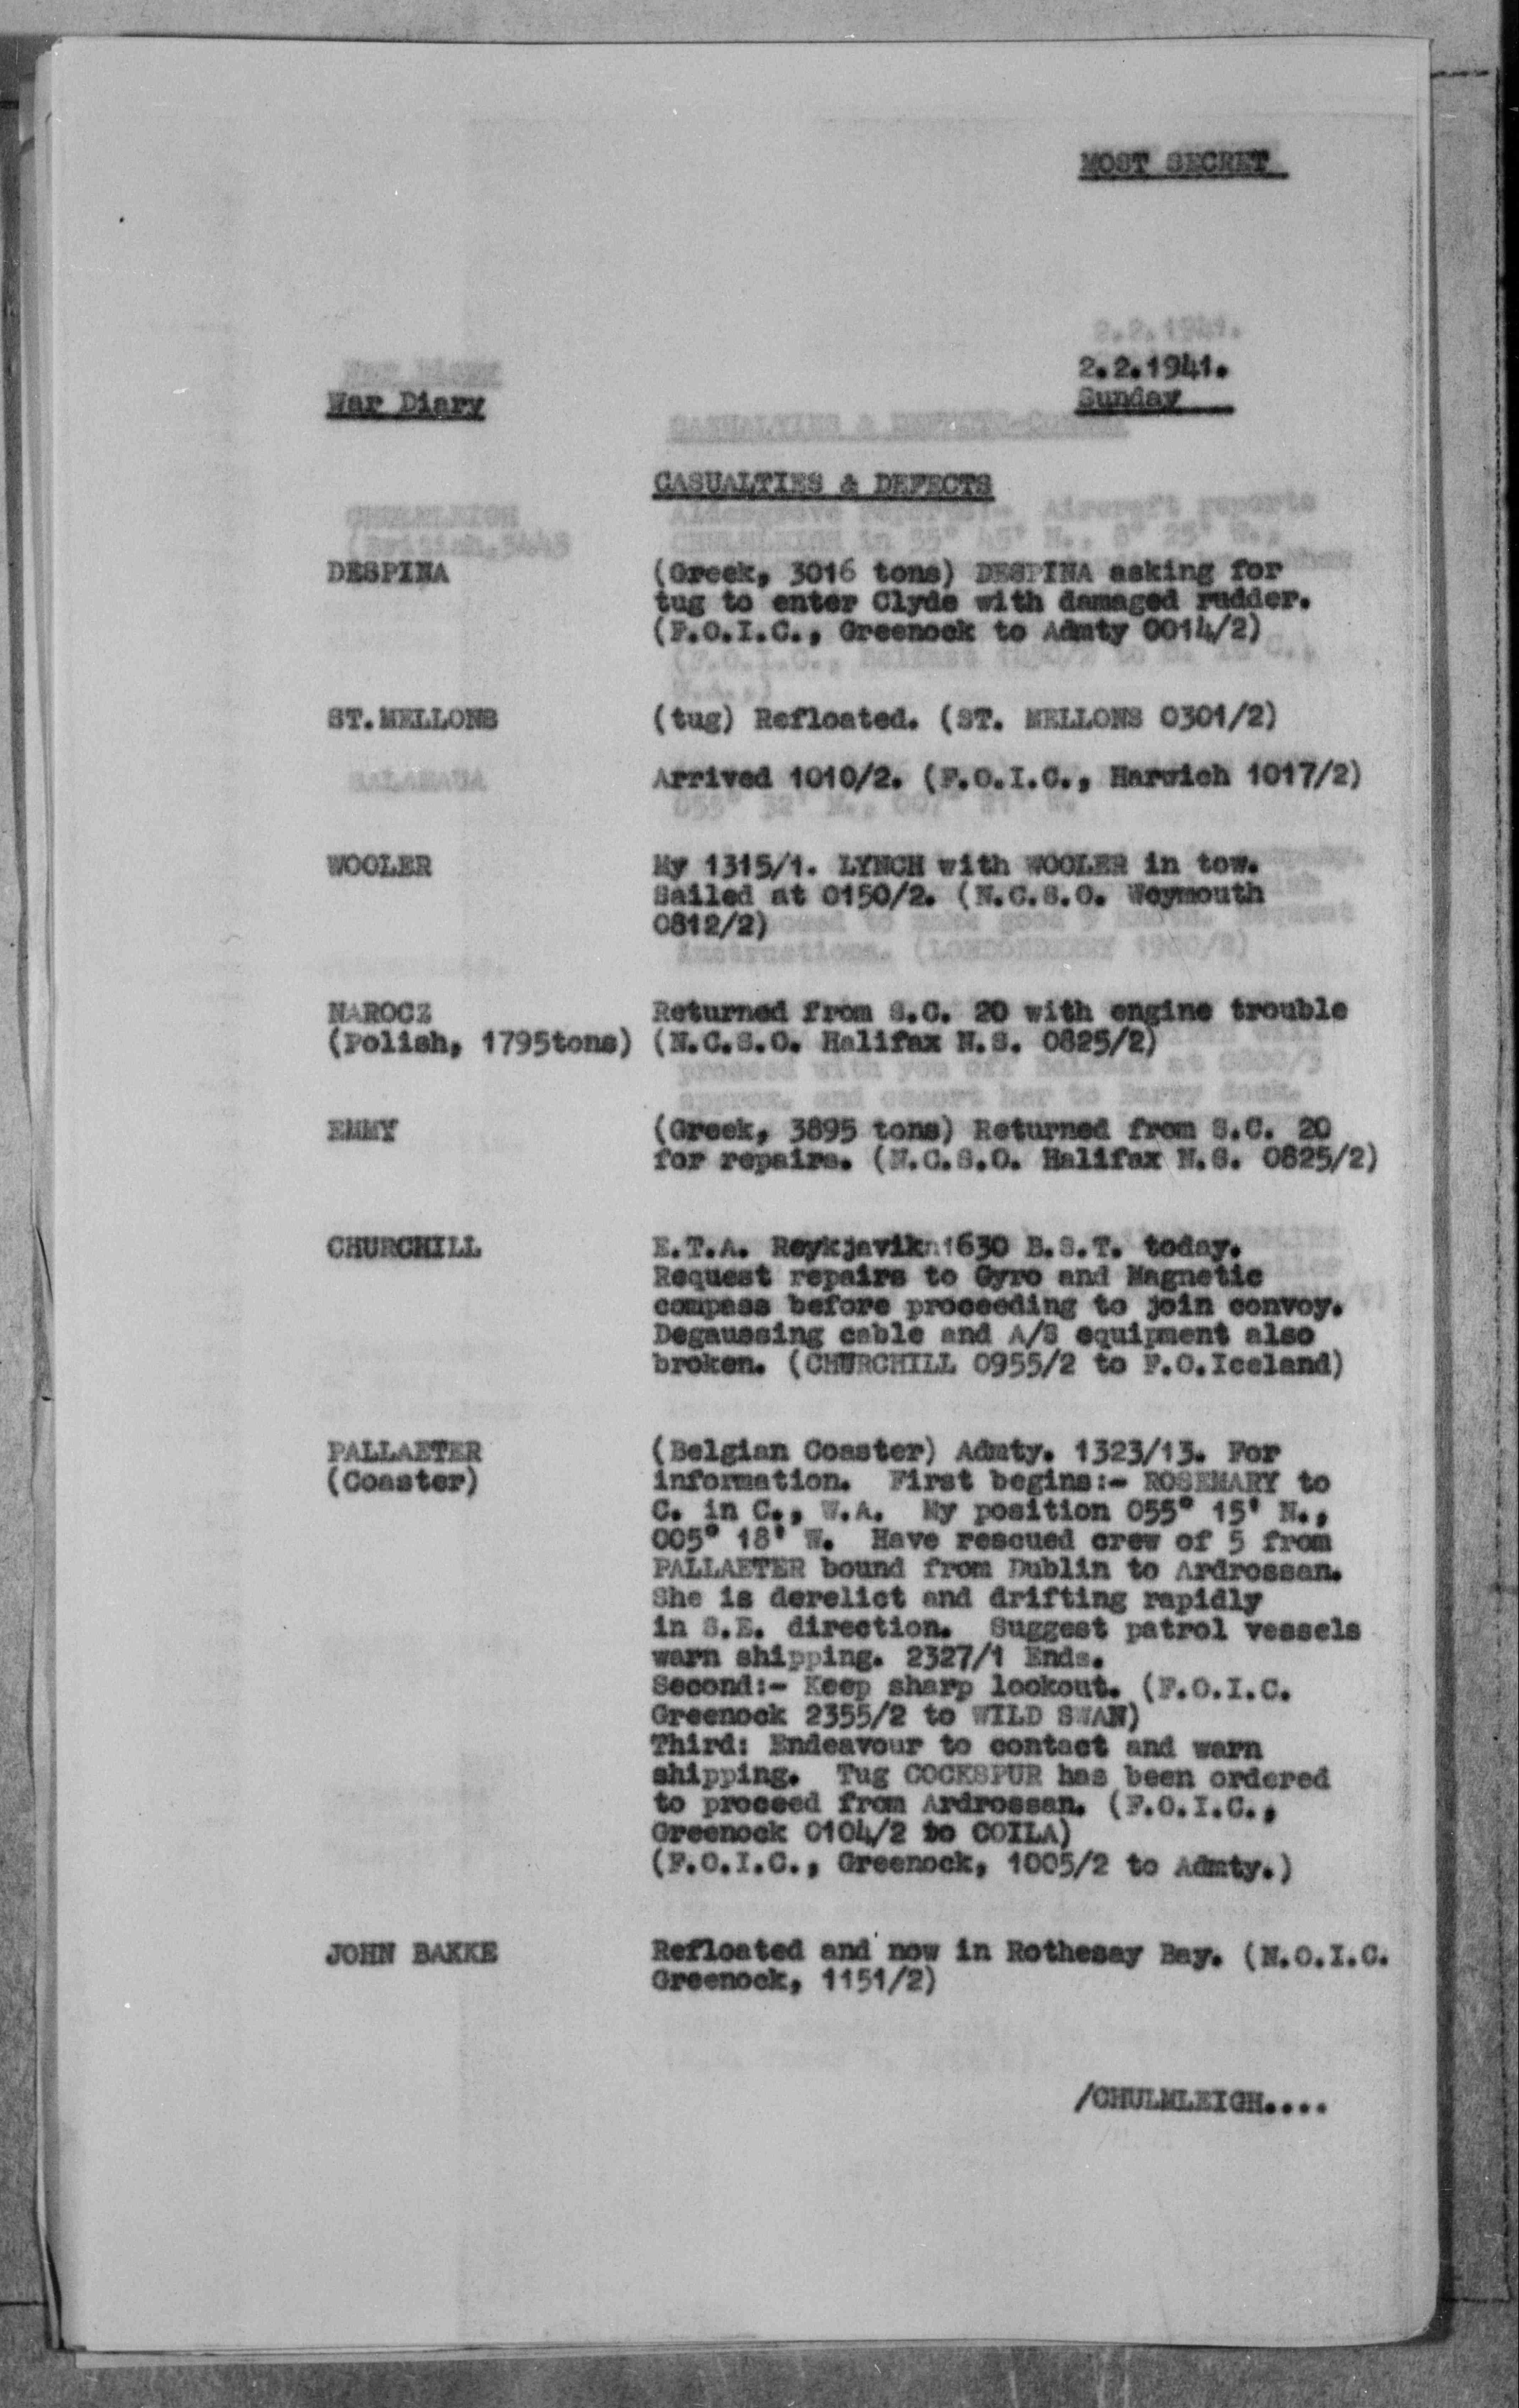 MOST SECRET
2.2.1941.
War Diary
Sunday
CASUALTIES & DEFECTS
DESPINA (Greek, 3016 tons) DESPINA asking for
tug to enter Clyde with damaged rudder.
(F.O.I.C., Greenock to Admty 0014/2)
ST.MELLONS (tug) Refloated. (ST. MELLONS 0301/2)
Arrived 1010/2. (F.O.I.C., Harwich 1017/2)
WOOLER My 1315/1. LYNCH with WOOLER in tow.
Sailed at 0150/2. (N.C.S.O. Weymouth
0812/2)
NAROCZ Returned from S.C. 20 with engine trouble
(Polish, 1795tons) (N.C.S.O. Halifax N.S. 0825/2)
EMMY (Greek, 3895 tons) Returned from S.C. 20
for repairs. (N.C.S.O. Halifax N.S. 0825/2)
CHURCHILL E.T.A. Reykjavik 1630 B.S.T. today.
Request repairs to Gyro and Magnetic
compass before proceeding to join convoy.
Degaussing cable and A/S equipment also
broken. (CHURCHILL 0955/2 to F.O.Iceland)
PALLAETER (Belgian Coaster) Admty. 1323/13. For
(Coaster) information. First begins:- ROSEMARY to
C. in C., W.A. My position 055° 15' N.,
005° 18' W. Have rescued crew of 5 from
PALLAETER bound from Dublin to Ardrossan.
She is derelict and drifting rapidly
in S.E. direction. Suggest patrol vessels
warn shipping. 2327/1 Ends.
Second:- Keep sharp lookout. (F.O.I.C.
Greenock 2355/2 to WILD SWAN)
Third: Endeavour to contact and warn
shipping. Tug COCKSPUR has been ordered
to proceed from Ardrossan. (F.O.I.C.,
Greenock 0104/2 to COILA)
(F.O.I.C., Greenock, 1005/2 to Admty.)
JOHN BAKKE Refloated and now in Rothesay Bay. (N.O.I.C.
Greenock, 1151/2)
/CHULMLEIGH....